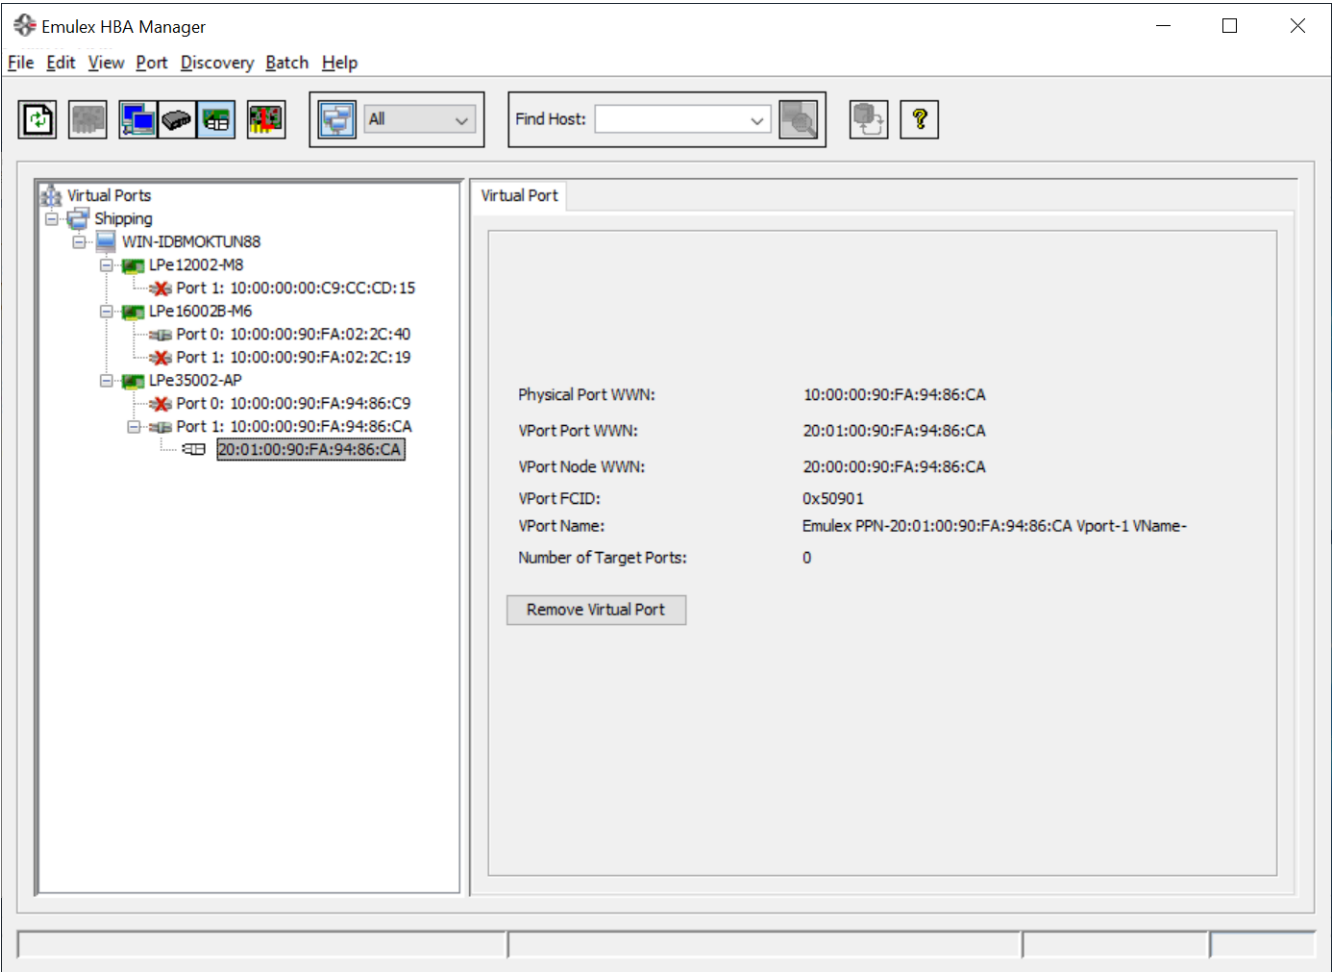 Emulex HBA Manager
File Edit View Port Discovery Batch Help
All
Find Host:
Virtual Ports
Shipping
WIN-IDBMOKTUN88
LPe12002-M8
Port 1: 10:00:00:00:C9:CC:CD:15
LPe16002B-M6
Port 0: 10:00:00:90:FA:02:2C:40
Port 1: 10:00:00:90:FA:02:2C:19
LPe35002-AP
Port 0: 10:00:00:90:FA:94:86:C9
Port 1: 10:00:00:90:FA:94:86:CA
20:01:00:90:FA:94:86:CA
Virtual Port
Physical Port WWN: 10:00:00:90:FA:94:86:CA
VPort Port WWN: 20:01:00:90:FA:94:86:CA
VPort Node WWN: 20:00:00:90:FA:94:86:CA
VPort FCID: 0x50901
VPort Name: Emulex PPN-20:01:00:90:FA:94:86:CA Vport-1 VName-
Number of Target Ports: 0
Remove Virtual Port